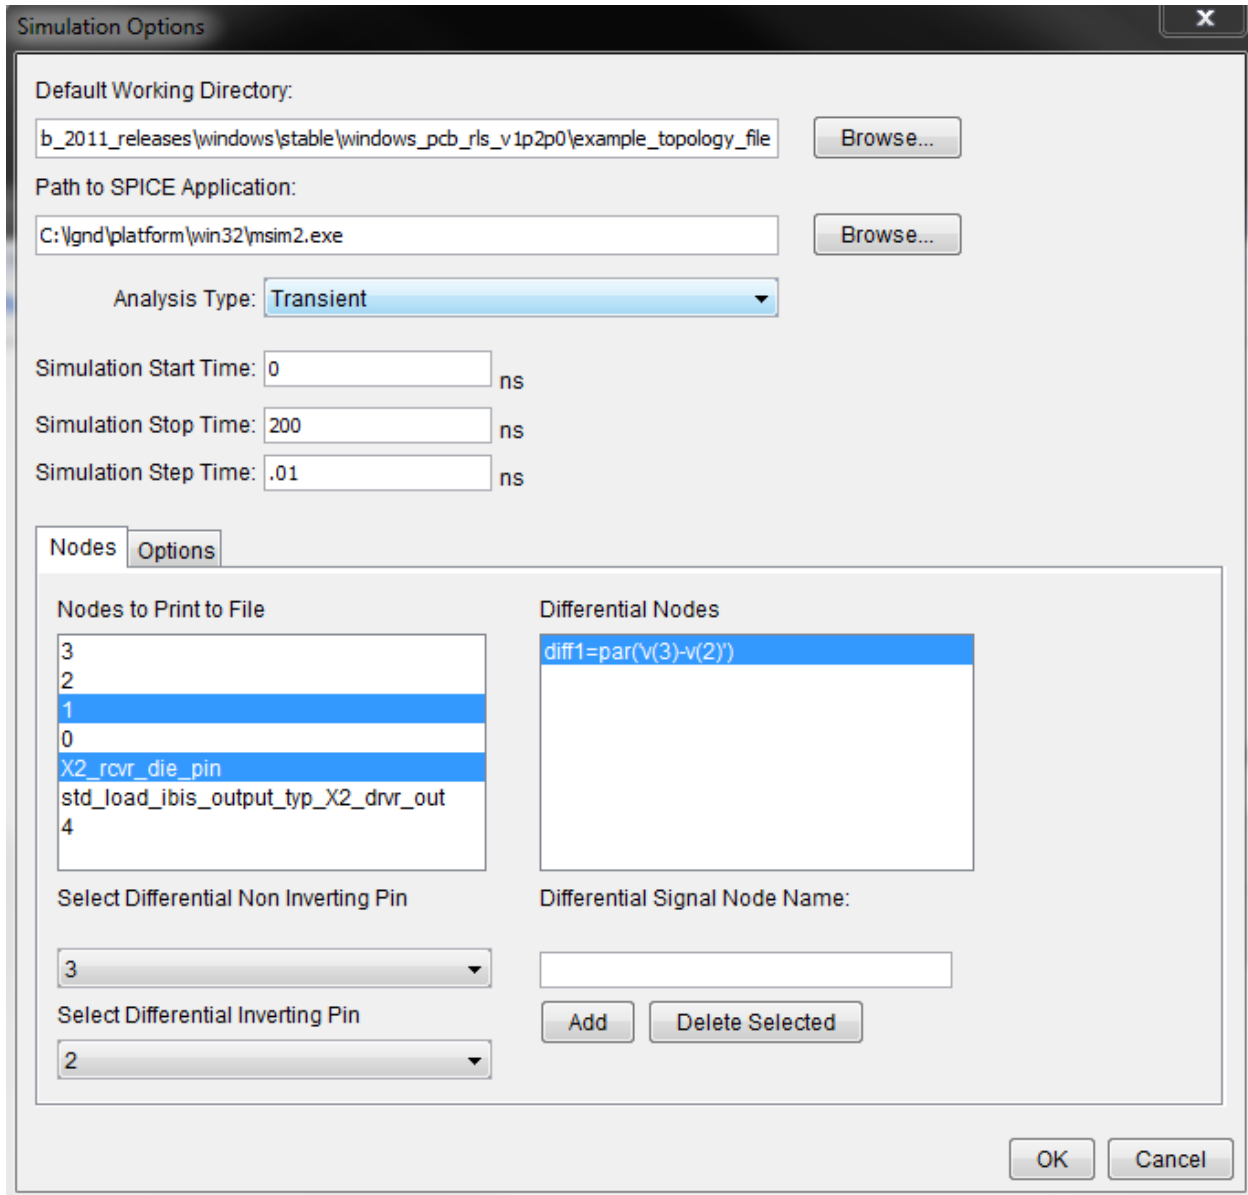 Simulation Options
x
Default Working Directory:
b_2011_releases\windows\stable\windows_pcb_rls_v1p2p0\example_topology_file
Browse...
Path to SPICE Application:
C:\lgnd\platform\win32\msim2.exe
Browse...
Analysis Type: Transient
Simulation Start Time: 0 ns
Simulation Stop Time: 200 ns
Simulation Step Time: .01 ns
Nodes Options
Nodes to Print to File
3
2
1
0
X2_rcvr_die_pin
std_load_ibis_output_typ_X2_drvr_out
4
Differential Nodes
diff1=par('v(3)-v(2)')
Select Differential Non Inverting Pin
3
Select Differential Inverting Pin
2
Differential Signal Node Name:
Add Delete Selected
OK Cancel